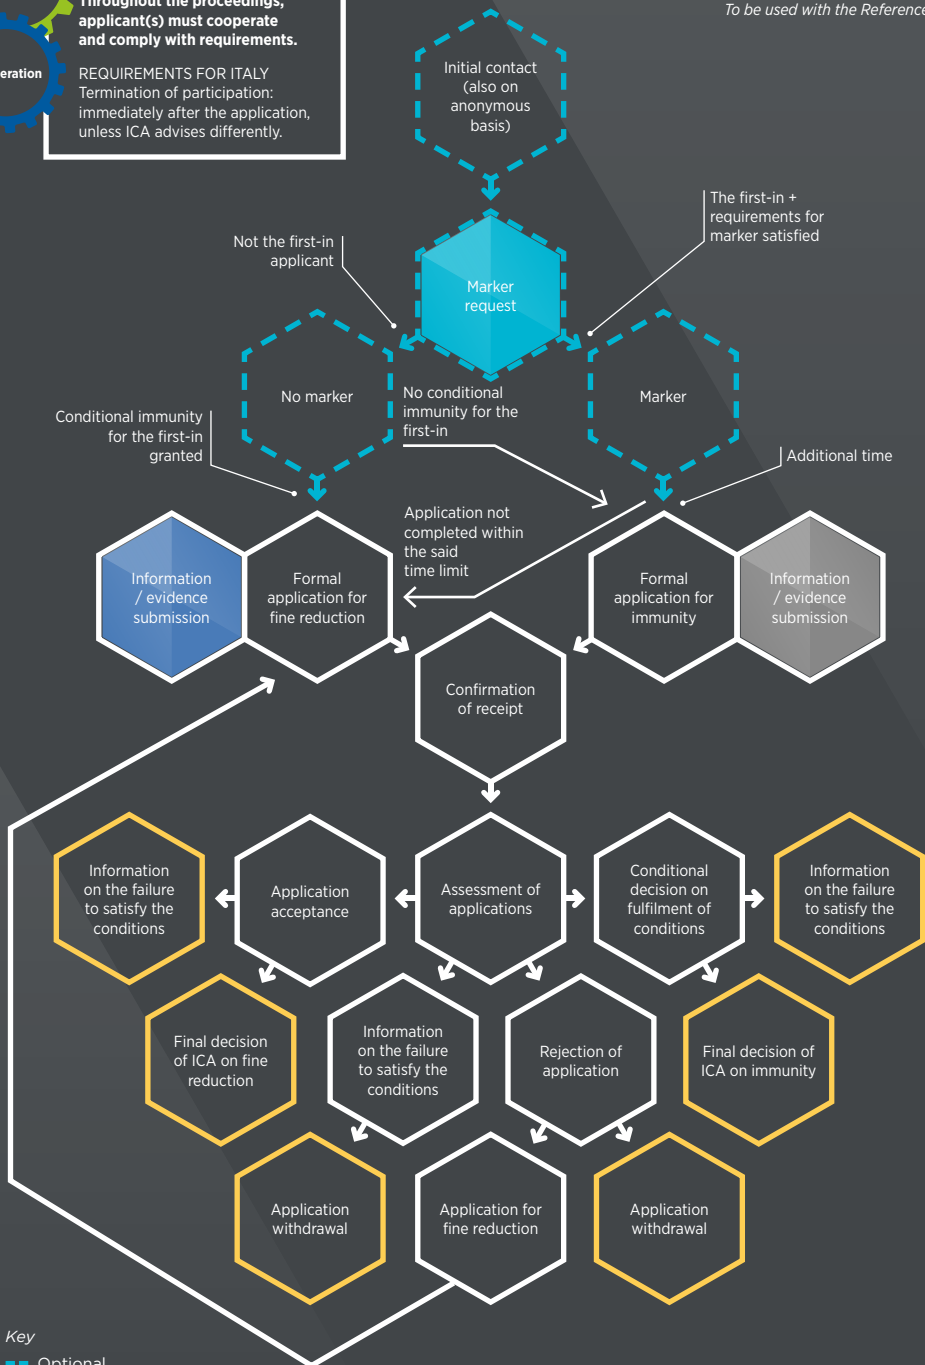 Throughout the proceedings,
applicant(s) must cooperate
and comply with requirements.
eration
REQUIREMENTS FOR ITALY
Termination of participation:
immediately after the application,
unless ICA advises differently.
To be used with the Reference
Initial contact
(also on
anonymous
basis)
The first-in +
requirements for
marker satisfied
Not the first-in
applicant
Marker
request
No marker
No conditional
immunity for the
first-in
Marker
Conditional immunity
for the first-in
granted
Additional time
Application not
completed within
the said
time limit
Information
/ evidence
submission
Formal
application for
fine reduction
Formal
application for
immunity
Information
/ evidence
submission
Confirmation
of receipt
Information
on the failure
to satisfy the
conditions
Application
acceptance
Assessment of
applications
Conditional
decision on
fulfilment of
conditions
Information
on the failure
to satisfy the
conditions
Final decision
of ICA on fine
reduction
Information
on the failure
to satisfy the
conditions
Rejection of
application
Final decision of
ICA on immunity
Application
withdrawal
Application for
fine reduction
Application
withdrawal
Key
Optional